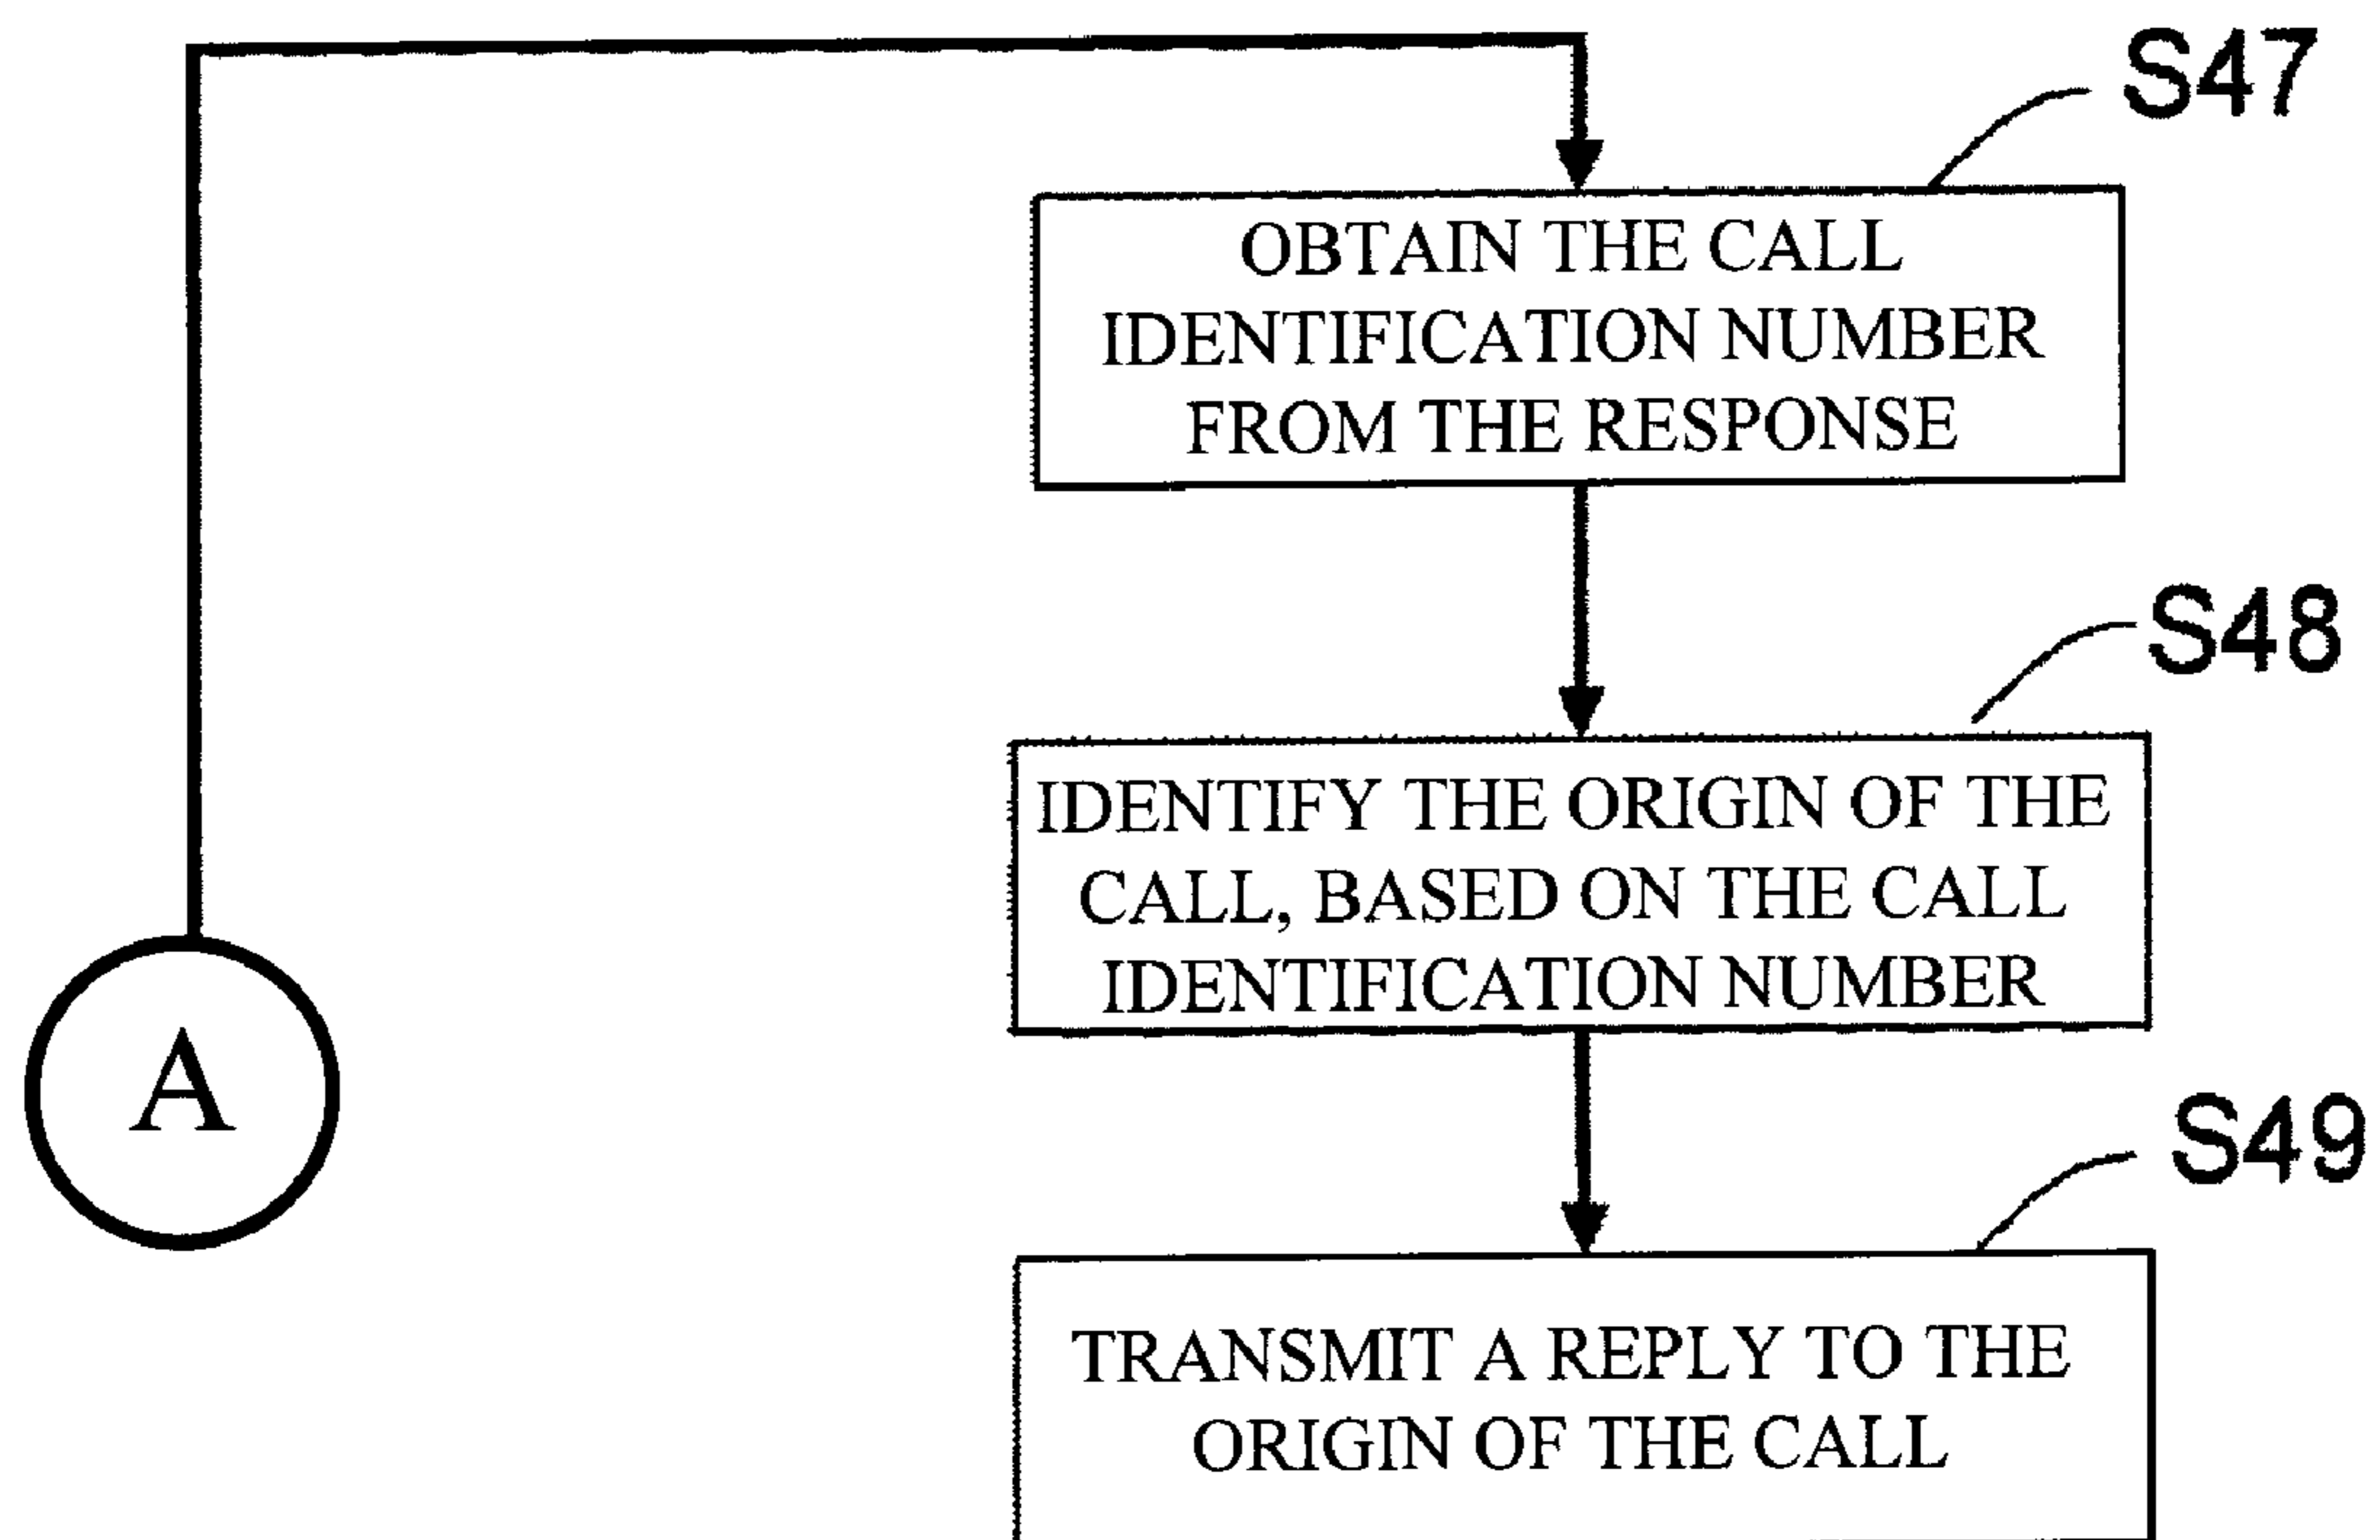 S47
OBTAIN THE CALL
IDENTIFICATION NUMBER
FROM THE RESPONSE
S48
IDENTIFY THE ORIGIN OF THE
CALL, BASED ON THE CALL
IDENTIFICATION NUMBER
A
S49
TRANSMIT A REPLY TO THE
ORIGIN OF THE CALL